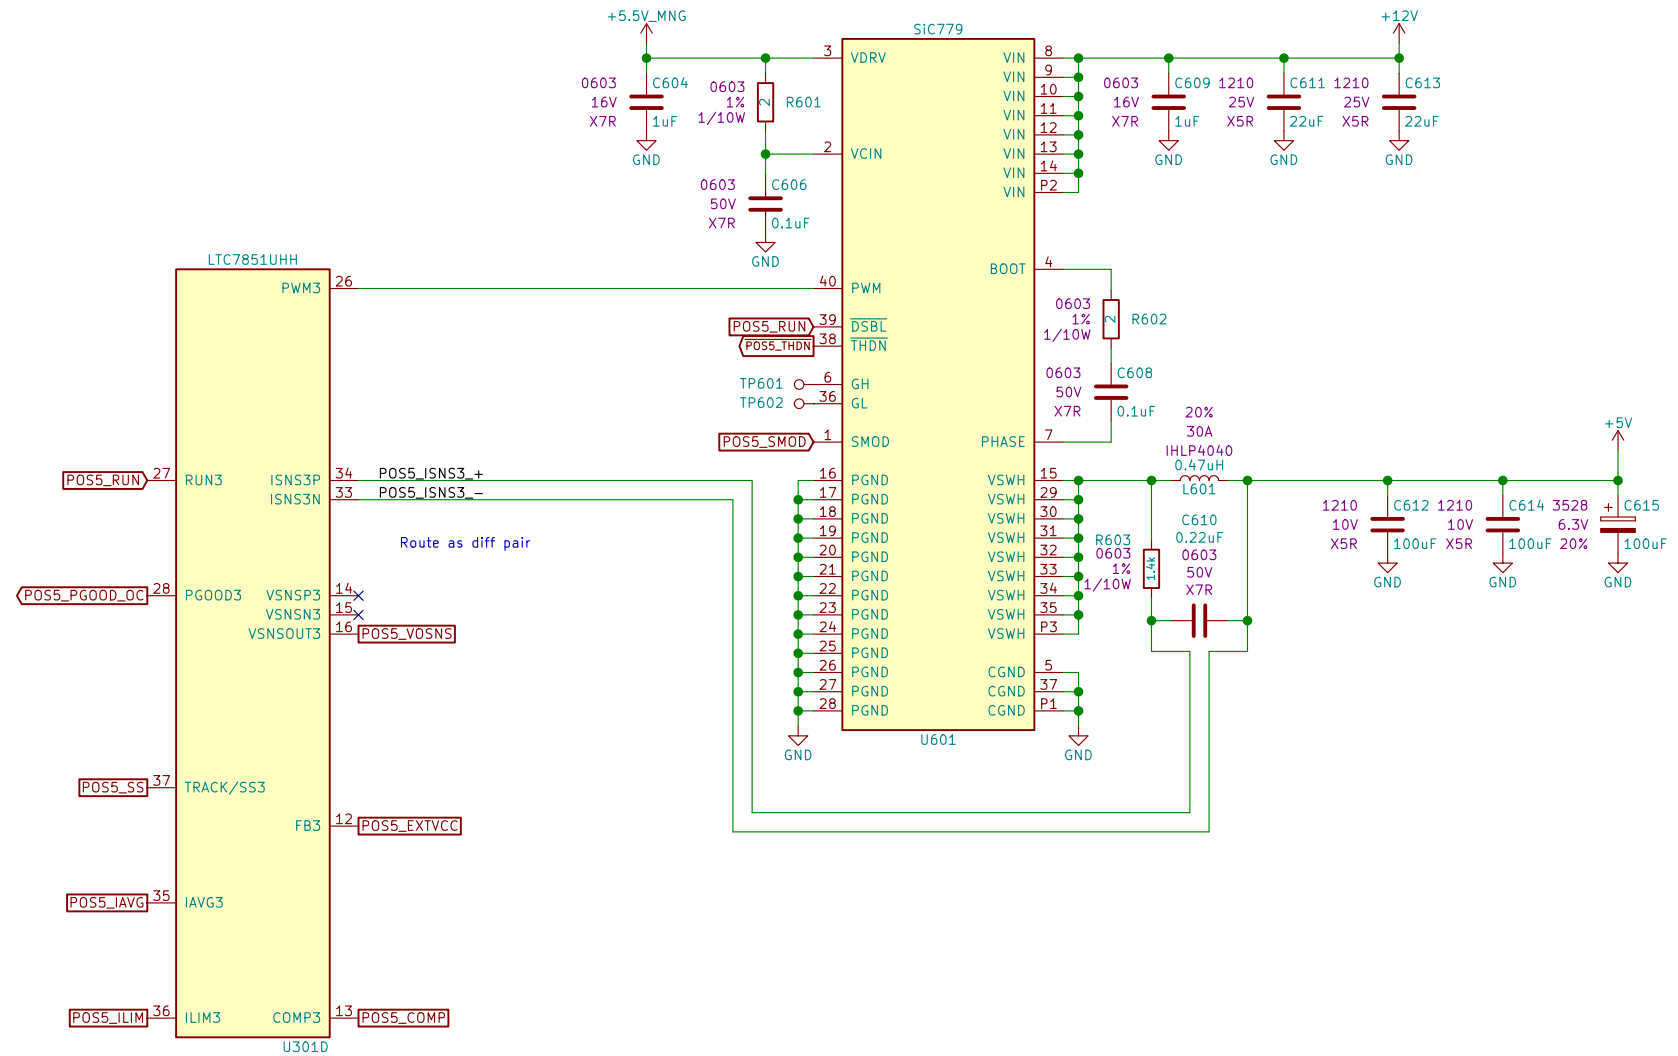 +5.5V_MNG
+12V
SiC779
3
VDRV
VIN
8
VIN
9
VIN
10
VIN
11
VIN
12
VIN
13
VIN
14
VIN
P2
0603
16V
X7R
C604
1uF
GND
0603
1%
1/10W
2
R601
2
VCIN
0603
50V
X7R
C606
0.1uF
GND
0603
16V
X7R
C609
1uF
GND
1210
25V
X5R
C611
22uF
GND
1210
25V
X5R
C613
22uF
GND
LTC7851UHH
PWM3
26
40
PWM
POS5_RUN
39
DSBL
POS5_THDN
38
THDN
TP601
6
GH
TP602
36
GL
POS5_SMOD
1
SMOD
BOOT
4
0603
1%
1/10W
2
R602
0603
50V
X7R
C608
0.1uF
PHASE
7
20%
30A
IHLP4040
0.47uH
L601
+5V
POS5_RUN
27
RUN3
ISNS3P
34
POS5_ISNS3_+
ISNS3N
33
POS5_ISNS3_-
Route as diff pair
16
PGND
17
PGND
18
PGND
19
PGND
20
PGND
21
PGND
22
PGND
23
PGND
24
PGND
25
PGND
26
PGND
27
PGND
28
PGND
GND
VSWH
15
VSWH
29
VSWH
30
VSWH
31
VSWH
32
VSWH
33
VSWH
34
VSWH
35
VSWH
P3
CGND
5
CGND
37
CGND
P1
GND
U601
R603
0603
1%
1/10W
1.4k
C610
0.22uF
0603
50V
X7R
1210
10V
X5R
C612
100uF
GND
1210
10V
X5R
C614
100uF
GND
3528
6.3V
20%
+
C615
100uF
GND
POS5_PGOOD_OC
28
PGOOD3
VSNSP3
14
VSNSN3
15
VSNSOUT3
16
POS5_VOSNS
POS5_SS
37
TRACK/SS3
FB3
12
POS5_EXTVCC
POS5_IAVG
35
IAVG3
POS5_ILIM
36
ILIM3
COMP3
13
POS5_COMP
U301D